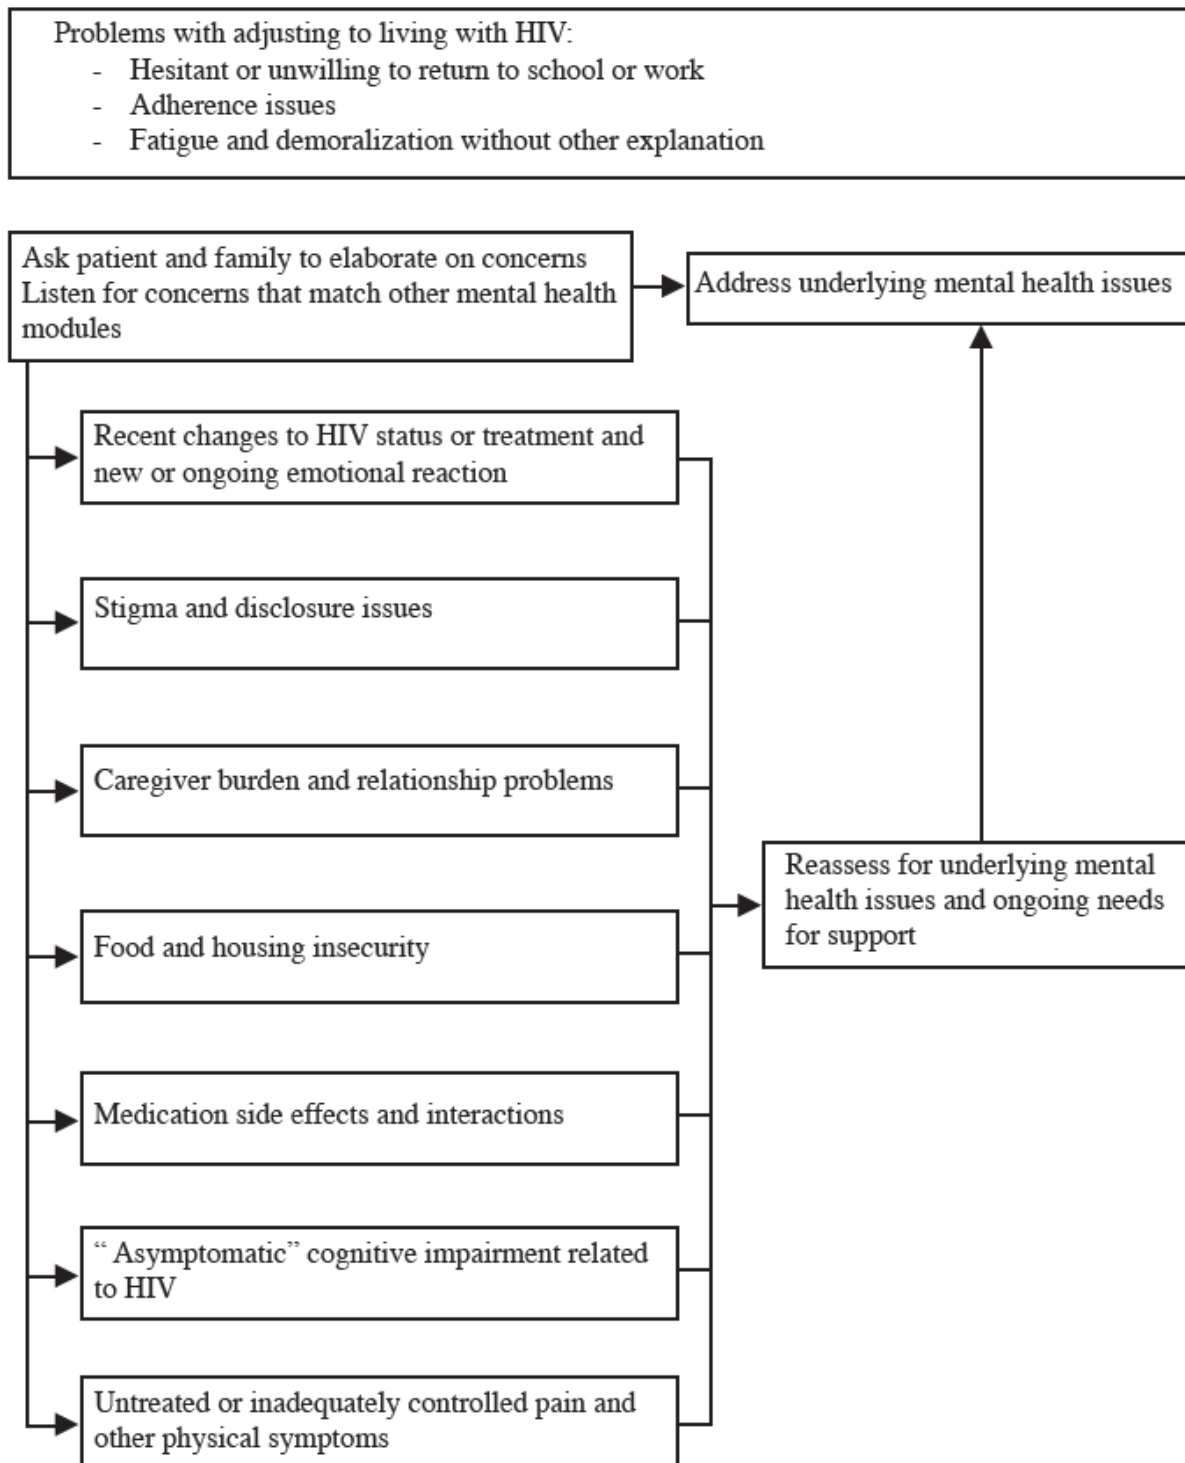 Problems with adjusting to living with HIV:
- Hesitant or unwilling to return to school or work
- Adherence issues
- Fatigue and demoralization without other explanation
Ask patient and family to elaborate on concerns
Listen for concerns that match other mental health
modules
Address underlying mental health issues
Recent changes to HIV status or treatment and
new or ongoing emotional reaction
Stigma and disclosure issues
Caregiver burden and relationship problems
Reassess for underlying mental
health issues and ongoing needs
for support
Food and housing insecurity
Medication side effects and interactions
“ Asymptomatic” cognitive impairment related
to HIV
Untreated or inadequately controlled pain and
other physical symptoms